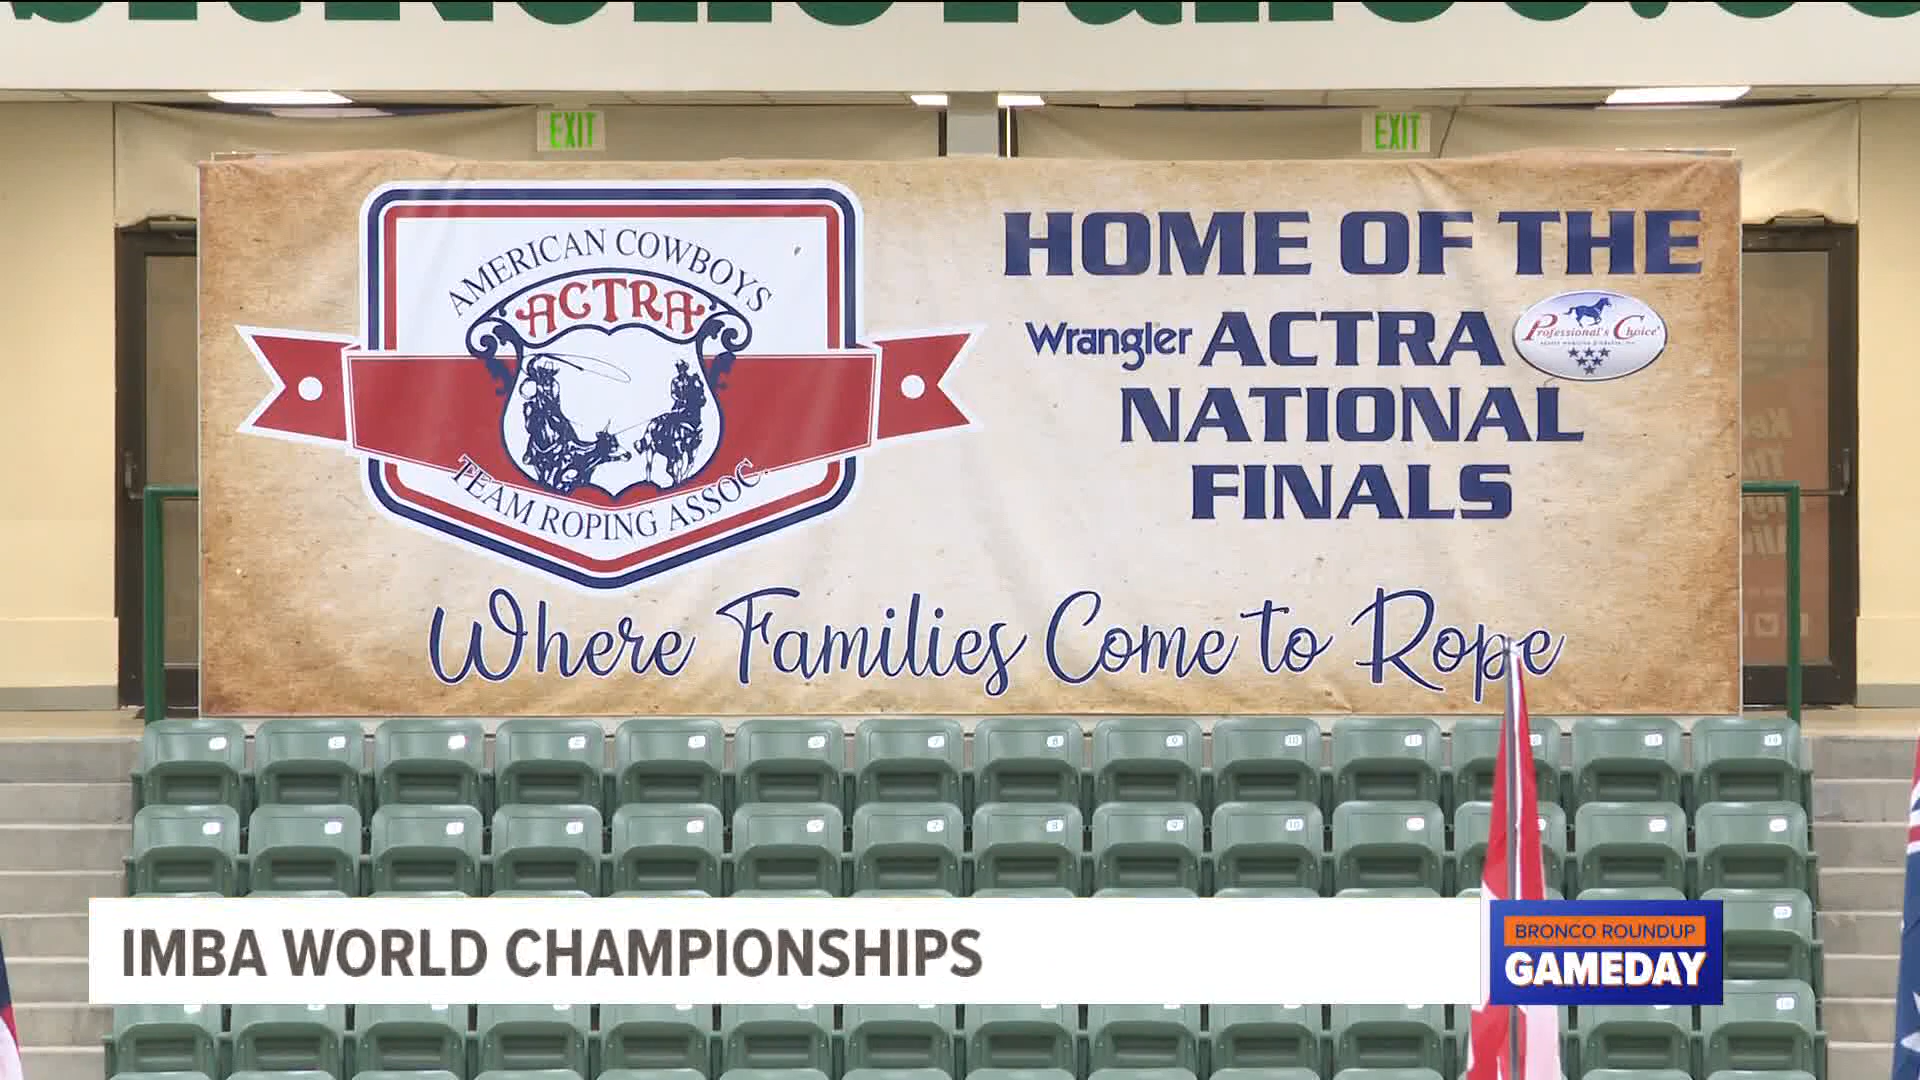 EXIT
EXIT
AMERICAN COWBOYS
ACTRA
TEAM ROPING ASSOC.
HOME OF THE
Wrangler ACTRA Professional's Choice
NATIONAL
FINALS
Where Families Come to Rope
IMBA WORLD CHAMPIONSHIPS
BRONCO ROUNDUP
GAMEDAY